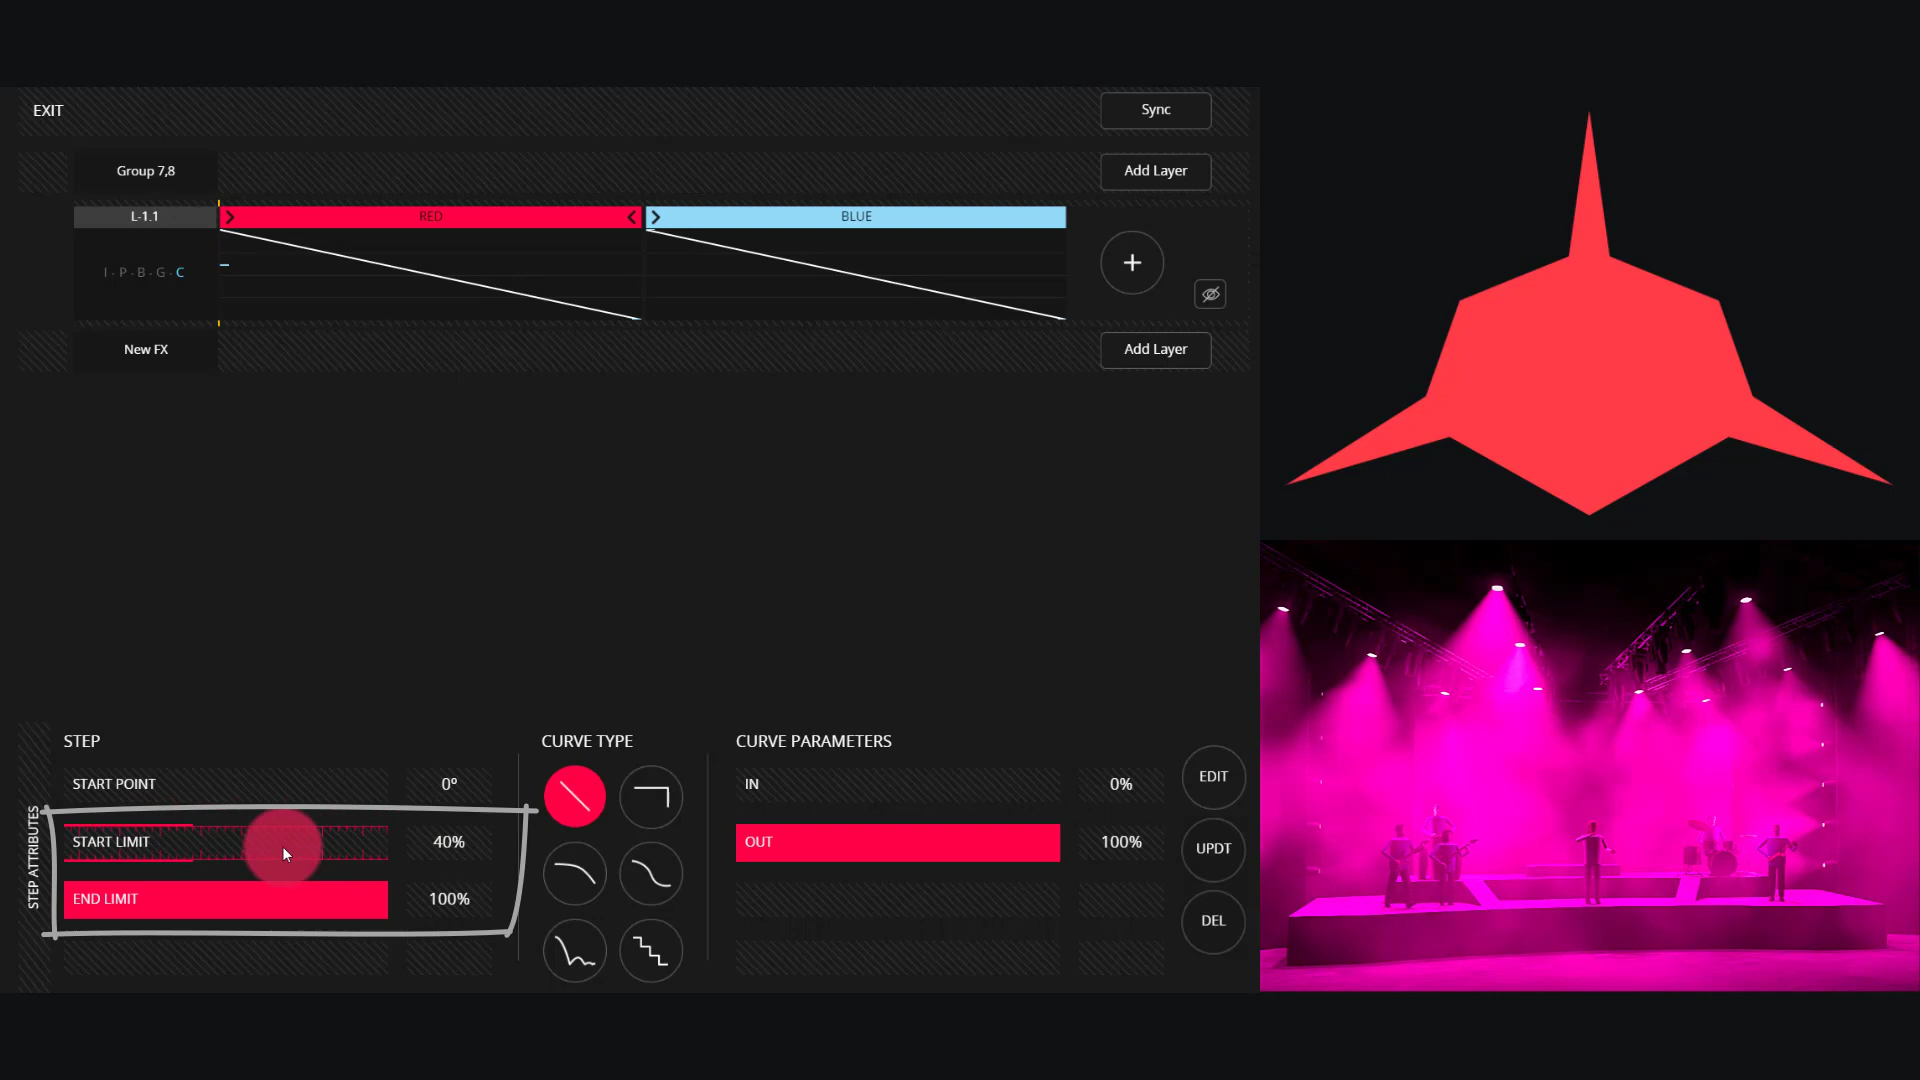 EXIT
Sync
Group 7,8
Add Layer
L-1.1
RED
BLUE
I - P - B - G - C
New FX
Add Layer
STEP ATTRIBUTES
STEP
START POINT
0º
START LIMIT
40%
END LIMIT
100%
CURVE TYPE
CURVE PARAMETERS
IN
0%
OUT
100%
EDIT
UPDT
DEL